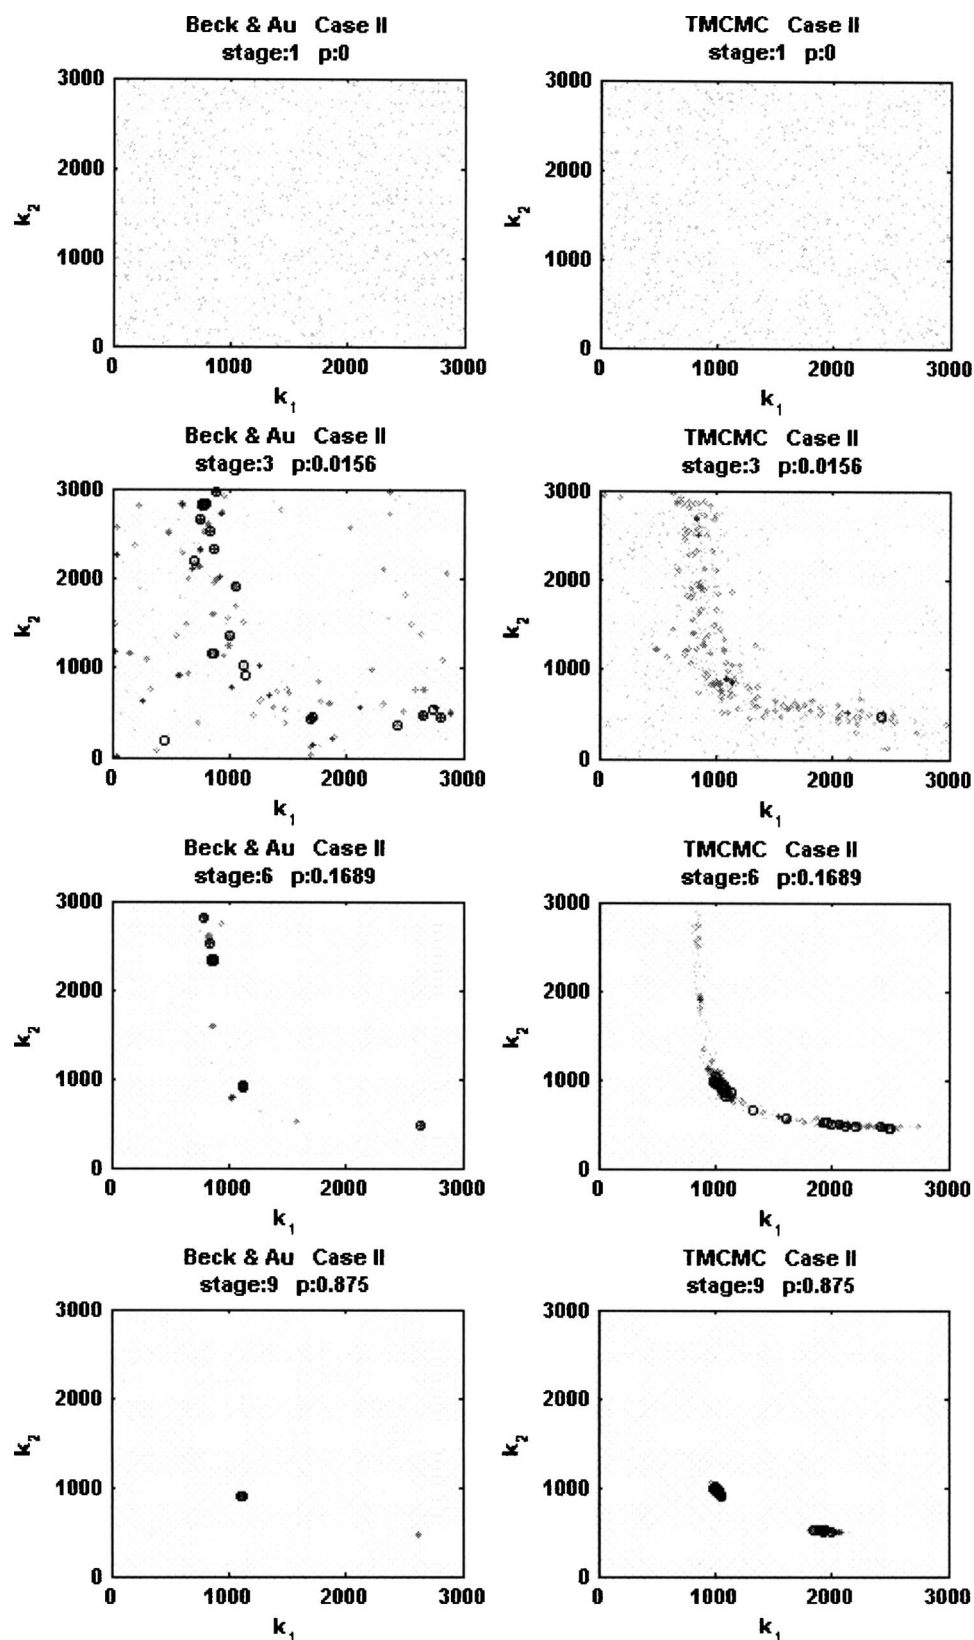 Beck & Au Case II
stage:1 p:0
3000
2000
1000
0
k2
0 1000 2000 3000
k1
TMCMC Case II
stage:1 p:0
3000
2000
1000
0
k2
0 1000 2000 3000
k1
Beck & Au Case II
stage:3 p:0.0156
3000
2000
1000
0
k2
0 1000 2000 3000
k1
TMCMC Case II
stage:3 p:0.0156
3000
2000
1000
0
k2
0 1000 2000 3000
k1
Beck & Au Case II
stage:6 p:0.1689
3000
2000
1000
0
k2
0 1000 2000 3000
k1
TMCMC Case II
stage:6 p:0.1689
3000
2000
1000
0
k2
0 1000 2000 3000
k1
Beck & Au Case II
stage:9 p:0.875
3000
2000
1000
0
k2
0 1000 2000 3000
k1
TMCMC Case II
stage:9 p:0.875
3000
2000
1000
0
k2
0 1000 2000 3000
k1